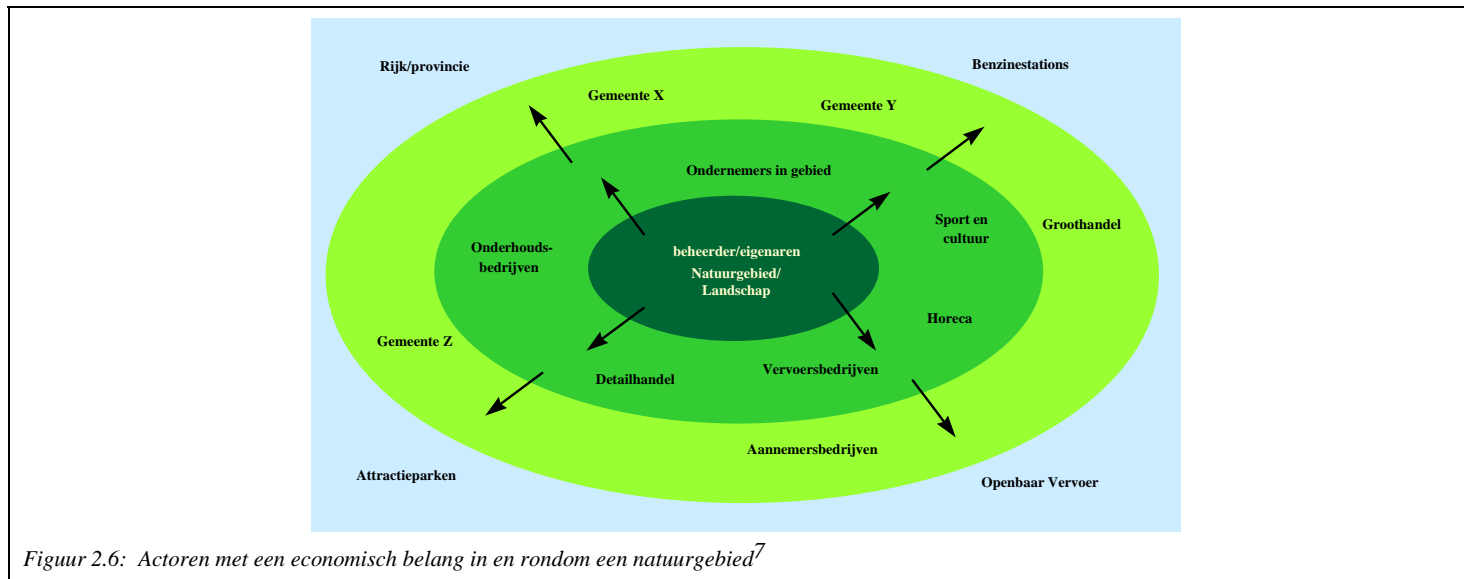 Rijk/provincie
Benzinestations
Gemeente X
Gemeente Y
Ondernemers in gebied
Sport en
cultuur
Groothandel
Onderhouds-
bedrijven
beheerder/eigenaren
Natuurgebied/
Landschap
Horeca
Gemeente Z
Vervoersbedrijven
Detailhandel
Aannemersbedrijven
Attractieparken
Openbaar Vervoer
Figuur 2.6: Actoren met een economisch belang in en rondom een natuurgebied7